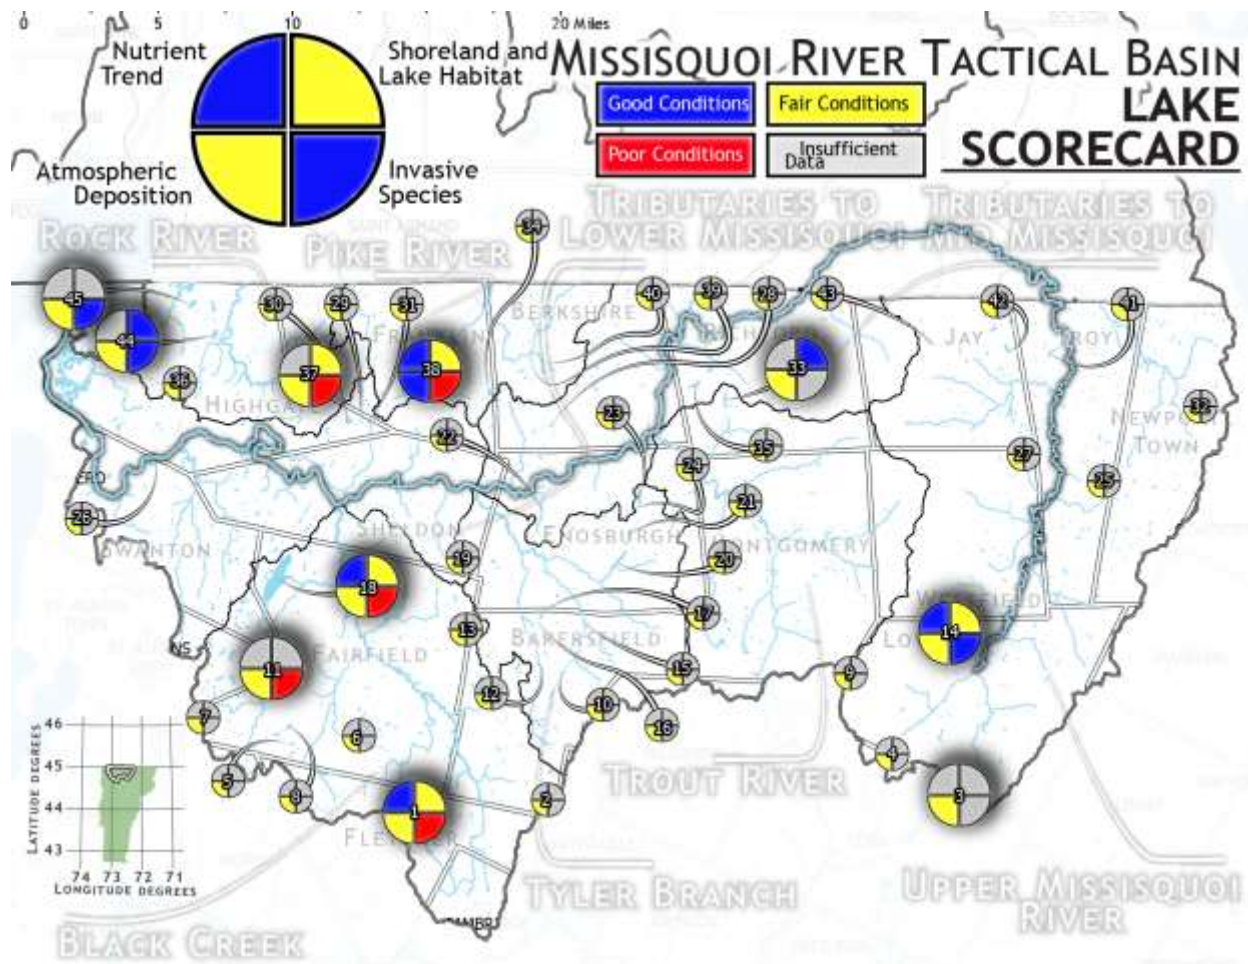 0 5 10 20 Miles
Nutrient
Trend
Shoreland and
Lake Habitat
Atmospheric
Deposition
Invasive
Species
MISSISQUOI RIVER TACTICAL BASIN
LAKE
SCORECARD
Good Conditions
Fair Conditions
Poor Conditions
Insufficient
Data
TRIBUTARIES TO
LOWER MISSISQUOI
TRIBUTARIES TO
MID MISSISQUOI
ROCK RIVER
PIKE RIVER
34
45
30
29
31
40
39
28
43
42
41
BERKSHIRE
JAY
TROY
44
37
38
33
36
32
23
22
35
27
24
25
NEWPORT
TOWN
21
26
SWANTON
SHELDON
ENOSBURGH
MONTGOMERY
19
20
18
17
13
14
BAKERSFIELD
FAIRFIELD
11
15
9
12
10
16
7
6
4
5
8
1
2
3
TROUT RIVER
46
45
44
43
LATITUDE DEGREES
74 73 72 71
LONGITUDE DEGREES
TYLER BRANCH
UPPER MISSISQUOI
RIVER
BLACK CREEK